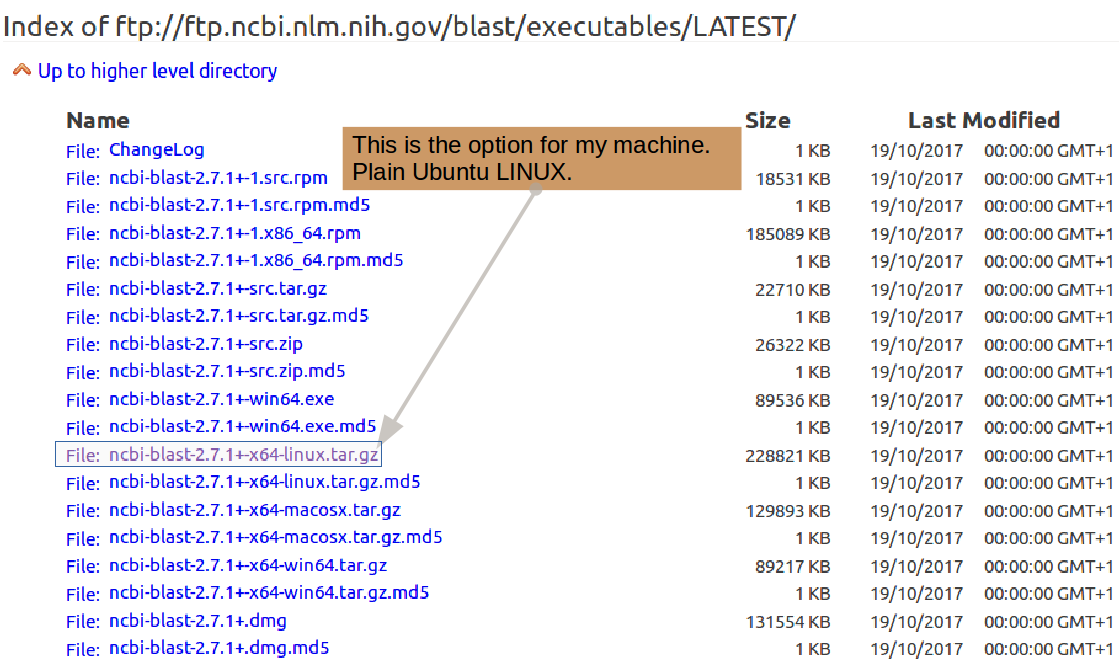 Index of ftp://ftp.ncbi.nlm.nih.gov/blast/executables/LATEST/
Up to higher level directory
Name Size Last Modified
This is the option for my machine.
Plain Ubuntu LINUX.
File: ChangeLog 1 KB 19/10/2017 00:00:00 GMT+1
File: ncbi-blast-2.7.1+-1.src.rpm 18531 KB 19/10/2017 00:00:00 GMT+1
File: ncbi-blast-2.7.1+-1.src.rpm.md5 1 KB 19/10/2017 00:00:00 GMT+1
File: ncbi-blast-2.7.1+-1.x86_64.rpm 185089 KB 19/10/2017 00:00:00 GMT+1
File: ncbi-blast-2.7.1+-1.x86_64.rpm.md5 1 KB 19/10/2017 00:00:00 GMT+1
File: ncbi-blast-2.7.1+-src.tar.gz 22710 KB 19/10/2017 00:00:00 GMT+1
File: ncbi-blast-2.7.1+-src.tar.gz.md5 1 KB 19/10/2017 00:00:00 GMT+1
File: ncbi-blast-2.7.1+-src.zip 26322 KB 19/10/2017 00:00:00 GMT+1
File: ncbi-blast-2.7.1+-src.zip.md5 1 KB 19/10/2017 00:00:00 GMT+1
File: ncbi-blast-2.7.1+-win64.exe 89536 KB 19/10/2017 00:00:00 GMT+1
File: ncbi-blast-2.7.1+-win64.exe.md5 1 KB 19/10/2017 00:00:00 GMT+1
File: ncbi-blast-2.7.1+-x64-linux.tar.gz 228821 KB 19/10/2017 00:00:00 GMT+1
File: ncbi-blast-2.7.1+-x64-linux.tar.gz.md5 1 KB 19/10/2017 00:00:00 GMT+1
File: ncbi-blast-2.7.1+-x64-macosx.tar.gz 129893 KB 19/10/2017 00:00:00 GMT+1
File: ncbi-blast-2.7.1+-x64-macosx.tar.gz.md5 1 KB 19/10/2017 00:00:00 GMT+1
File: ncbi-blast-2.7.1+-x64-win64.tar.gz 89217 KB 19/10/2017 00:00:00 GMT+1
File: ncbi-blast-2.7.1+-x64-win64.tar.gz.md5 1 KB 19/10/2017 00:00:00 GMT+1
File: ncbi-blast-2.7.1+.dmg 131554 KB 19/10/2017 00:00:00 GMT+1
File: ncbi-blast-2.7.1+.dmg.md5 1 KB 19/10/2017 00:00:00 GMT+1